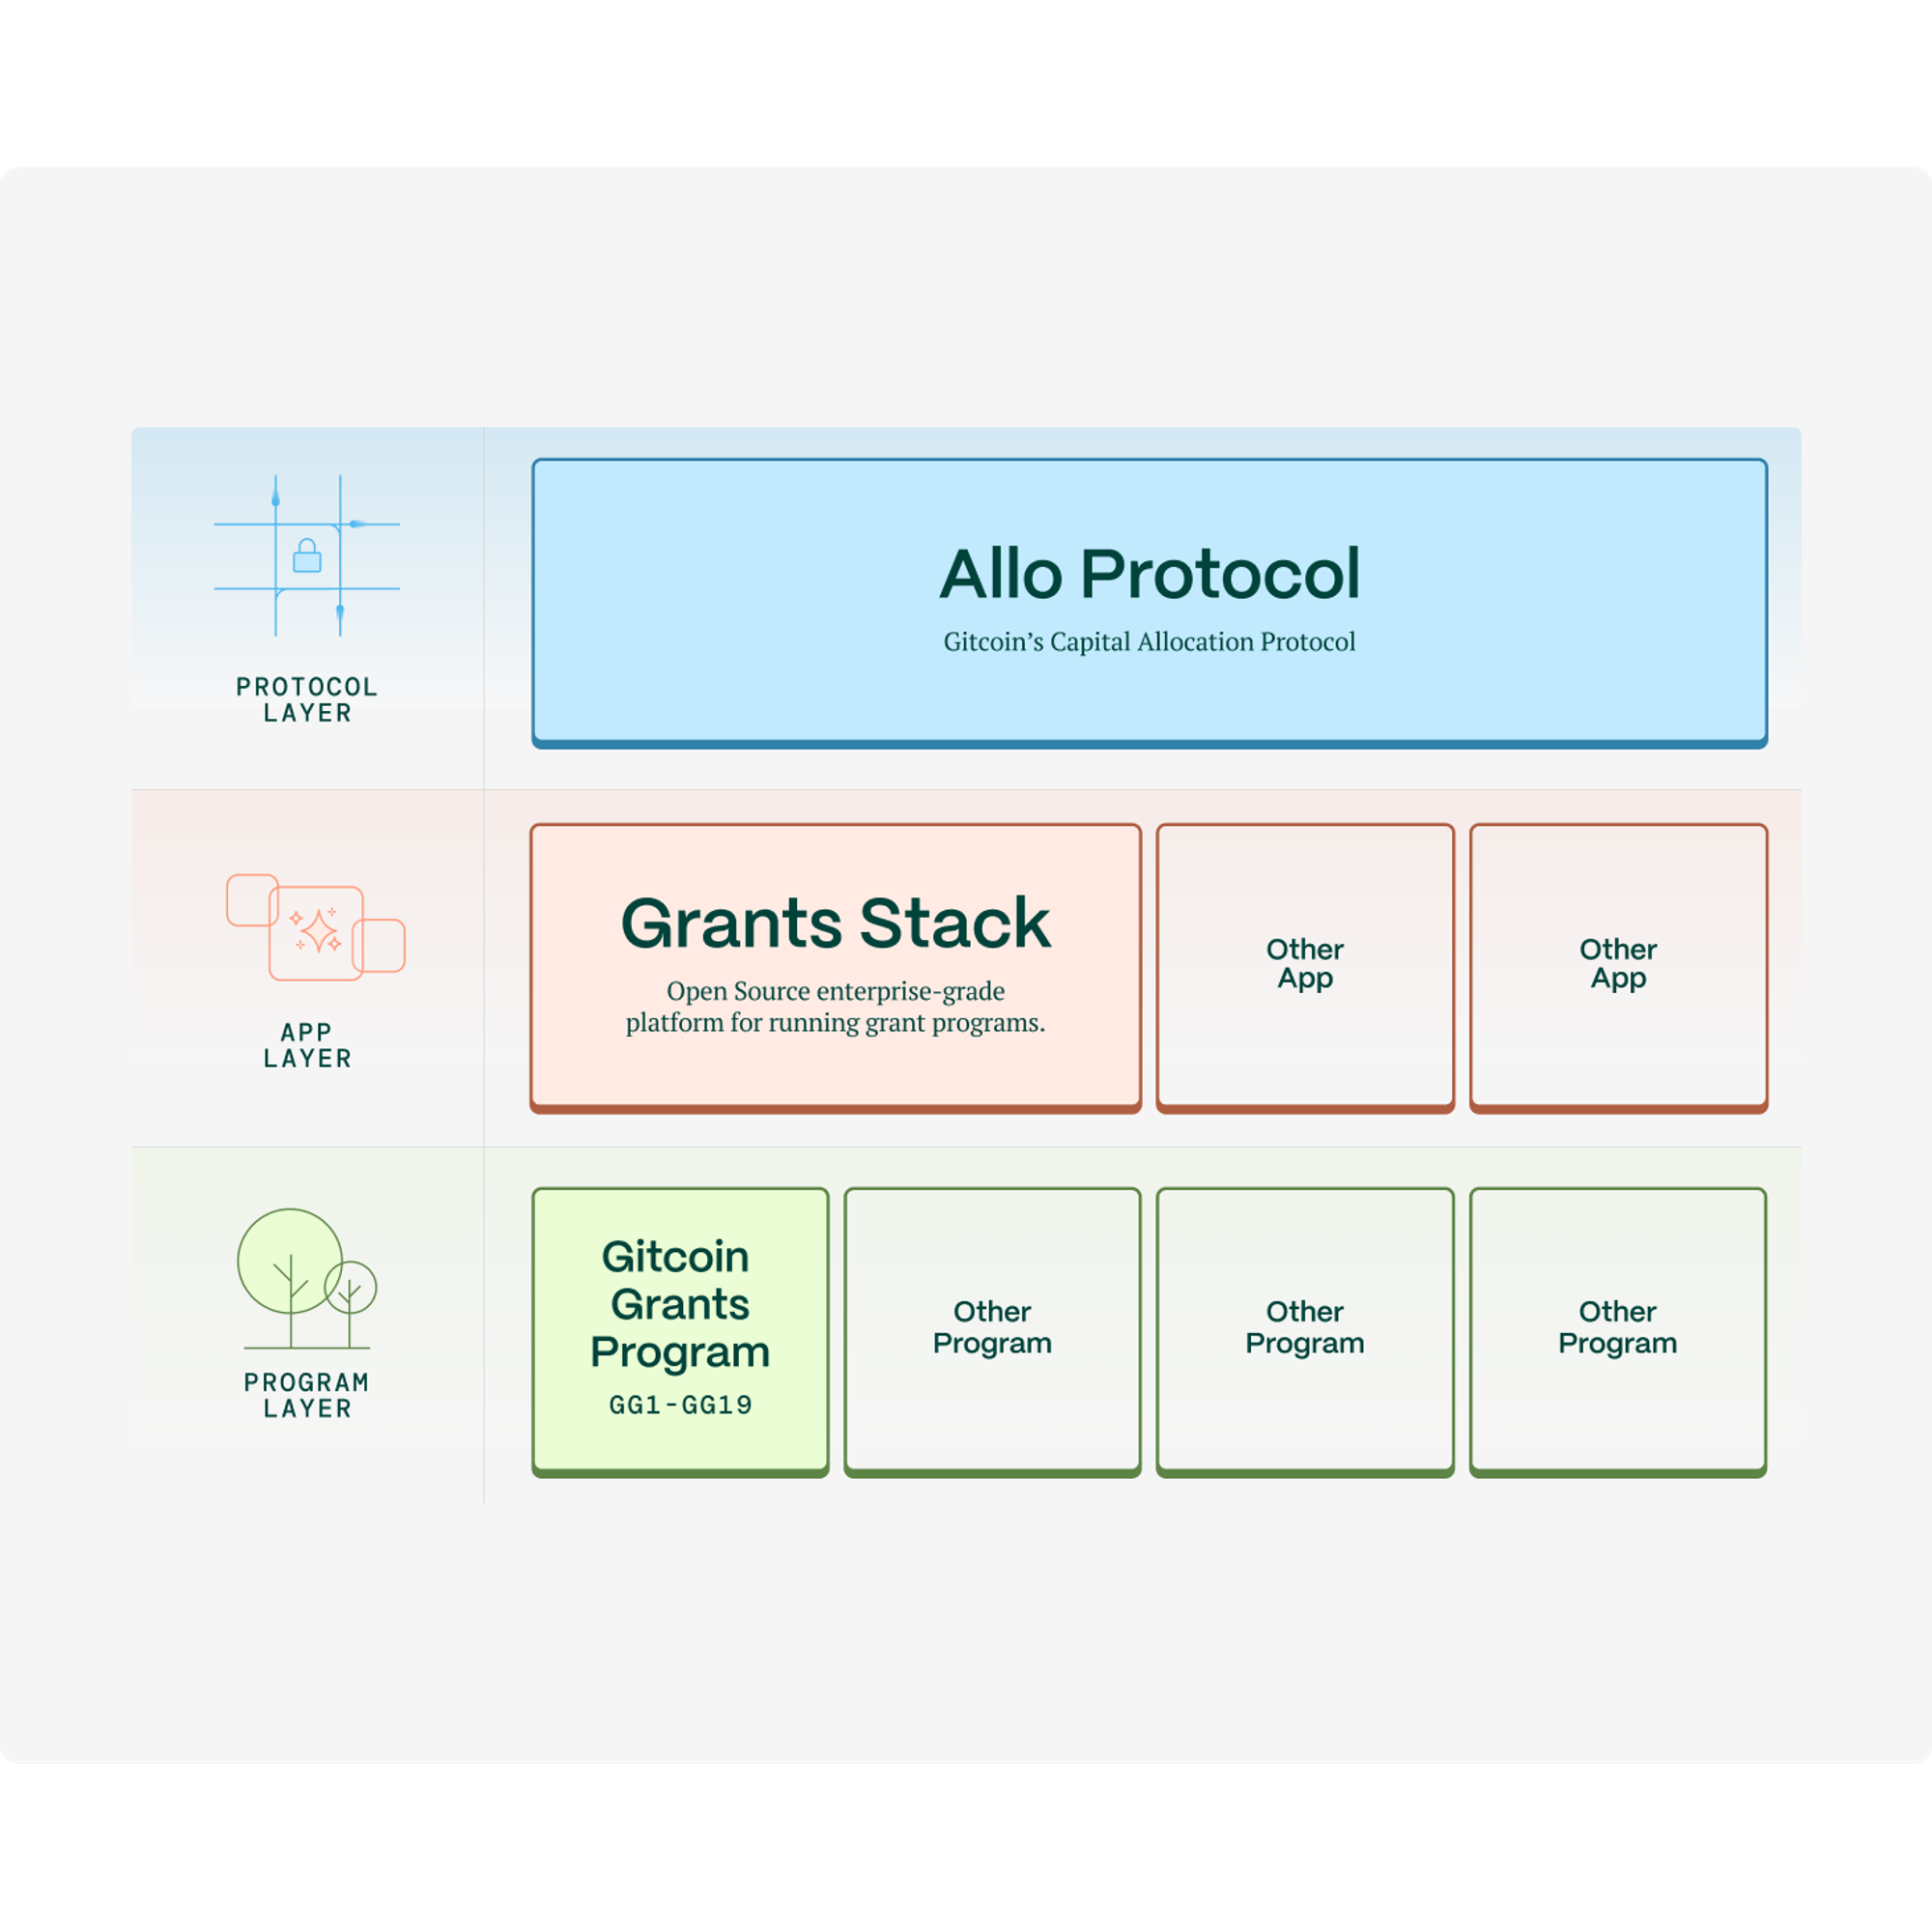 PROTOCOL
LAYER
Allo Protocol
Gitcoin’s Capital Allocation Protocol
APP
LAYER
Grants Stack
Open Source enterprise-grade
platform for running grant programs.
Other
App
Other
App
PROGRAM
LAYER
Gitcoin
Grants
Program
GG1-GG19
Other
Program
Other
Program
Other
Program